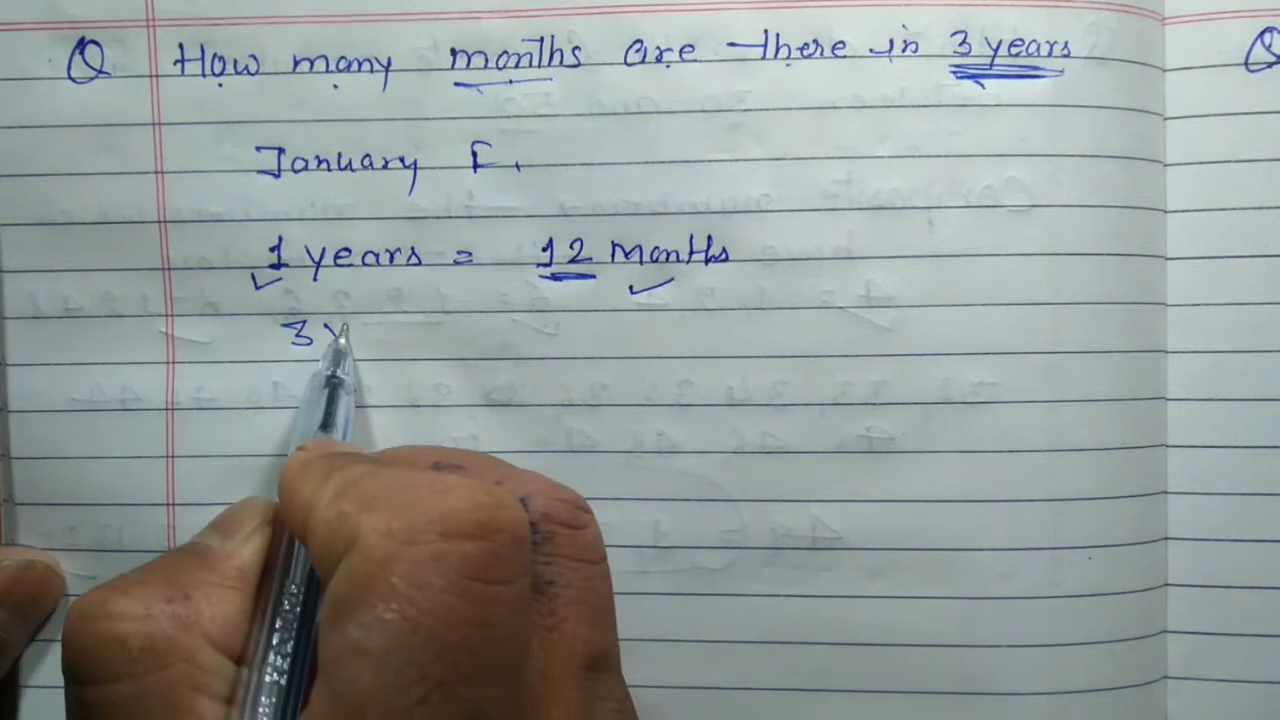 Q How many months are there in 3 years Q
January F.
1 years = 12 Months
3 y